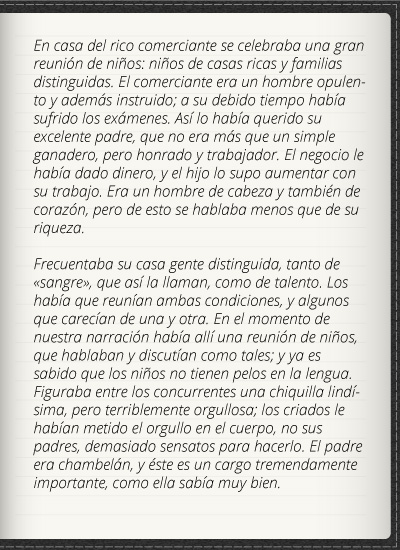 En casa del rico comerciante se celebraba una gran
reunión de niños: niños de casas ricas y familias
distinguidas. El comerciante era un hombre opulen-
to y además instruido; a su debido tiempo había
sufrido los exámenes. Así lo había querido su
excelente padre, que no era más que un simple
ganadero, pero honrado y trabajador. El negocio le
había dado dinero, y el hijo lo supo aumentar con
su trabajo. Era un hombre de cabeza y también de
corazón, pero de esto se hablaba menos que de su
riqueza.
Frecuentaba su casa gente distinguida, tanto de
«sangre», que así la llaman, como de talento. Los
había que reunían ambas condiciones, y algunos
que carecían de una y otra. En el momento de
nuestra narración había allí una reunión de niños,
que hablaban y discutían como tales; y ya es
sabido que los niños no tienen pelos en la lengua.
Figuraba entre los concurrentes una chiquilla lindí-
sima, pero terriblemente orgullosa; los criados le
habían metido el orgullo en el cuerpo, no sus
padres, demasiado sensatos para hacerlo. El padre
era chambelán, y éste es un cargo tremendamente
importante, como ella sabía muy bien.